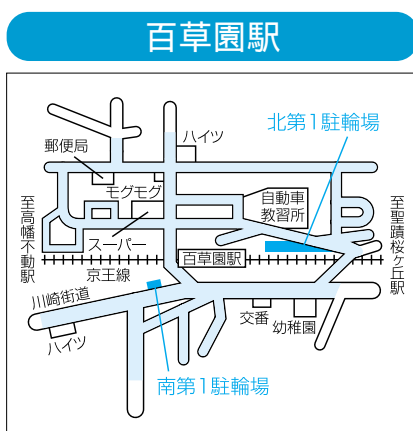 百草園駅
北第1駐輪場
ハイツ
郵便局
モグモグ
自動車
教習所
至高幡不動駅
至聖蹟桜ヶ丘駅
スーパー
百草園駅
京王線
川崎街道
交番
幼稚園
ハイツ
南第1駐輪場